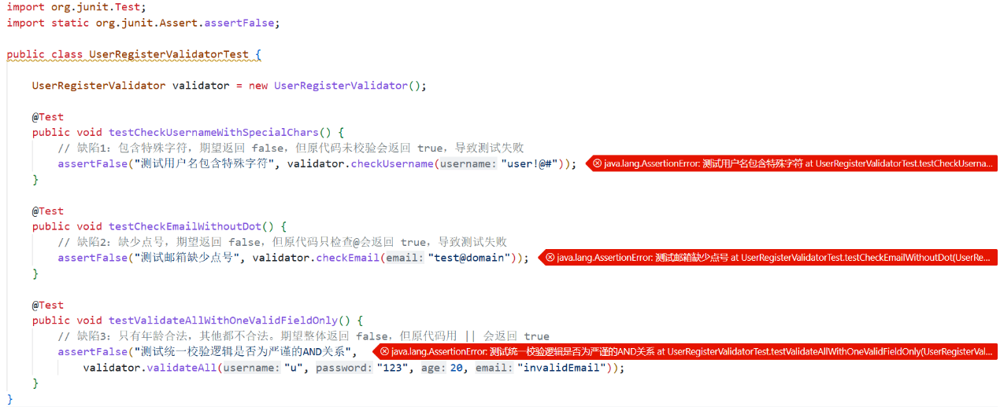 import org.junit.Test;
import static org.junit.Assert.assertFalse;
public class UserRegisterValidatorTest {
UserRegisterValidator validator = new UserRegisterValidator();
@Test
public void testCheckUsernameWithSpecialChars() {
// 缺陷1：包含特殊字符，期望返回 false，但原代码未校验会返回 true，导致测试失败
assertFalse("测试用户名包含特殊字符", validator.checkUsername(username: "user!@#")); java.lang.AssertionError: 测试用户名包含特殊字符 at UserRegisterValidatorTest.testCheckUserna...
}
@Test
public void testCheckEmailWithoutDot() {
// 缺陷2：缺少点号，期望返回 false，但原代码只检查@会返回 true，导致测试失败
assertFalse("测试邮箱缺少点号", validator.checkEmail(email: "test@domain")); java.lang.AssertionError: 测试邮箱缺少点号 at UserRegisterValidatorTest.testCheckEmailWithoutDot(UserRe...
}
@Test
public void testValidateAllWithOneValidFieldOnly() {
// 缺陷3：只有年龄合法，其他都不合法。期望整体返回 false，但原代码用 || 会返回 true
assertFalse("测试统一校验逻辑是否为严谨的AND关系", java.lang.AssertionError: 测试统一校验逻辑是否为严谨的AND关系 at UserRegisterValidatorTest.testValidateAllWithOneValidFieldOnly(UserRegisterVal...
validator.validateAll(username: "u", password: "123", age: 20, email: "invalidEmail"));
}
}